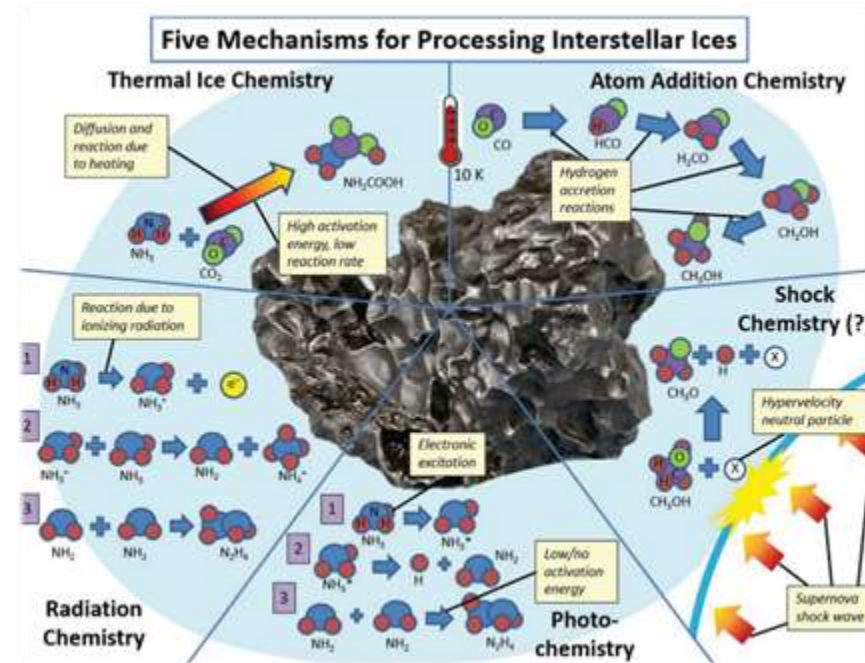 Five Mechanisms for Processing Interstellar Ices
Thermal Ice Chemistry
Diffusion and
reaction due
to heating
NH₂COOH
High activation
energy, low
reaction rate
N
H H
NH₃
O
CO₂
Atom Addition Chemistry
10 K
O
CO
H
HCO
H₂CO
Hydrogen
accretion
reactions
CH₂OH
CH₃OH
Shock
Chemistry (?
CH₃O
H
X
Hypervelocity
neutral particle
H O
H H
CH₃OH
X
Supernova
shock wave
Reaction due to
ionizing radiation
1
N
H H
NH₃
NH₃⁺
e⁻
2
NH₃⁺
NH₃
NH₂
NH₄⁺
3
NH₂
NH₂
N₂H₄
Radiation
Chemistry
Electronic
excitation
1
N
H H
NH₃
NH₃*
2
NH₃*
H
NH₂
Low/no
activation
energy
3
NH₂
NH₂
N₂H₄
Photo-
chemistry